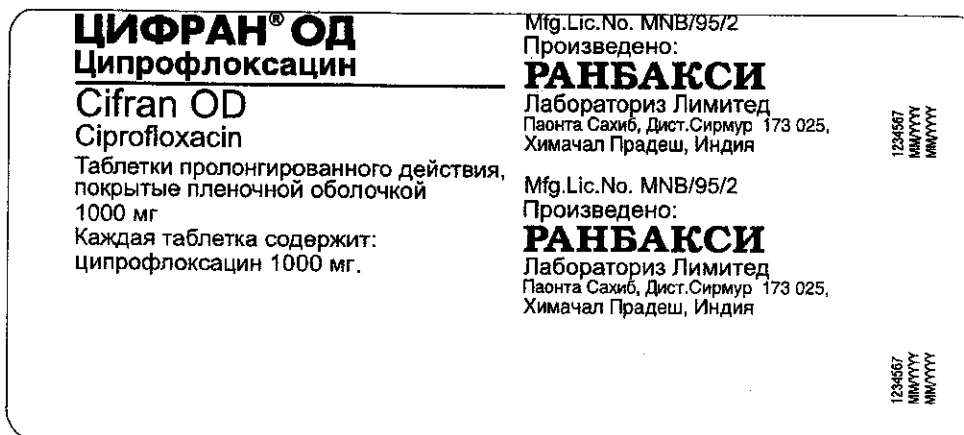 ЦИФРАН® ОД
Ципрофлоксацин
Cifran OD
Ciprofloxacin
Таблетки пролонгированного действия,
покрытые пленочной оболочкой
1000 мг
Каждая таблетка содержит:
ципрофлоксацин 1000 мг.
Mfg.Lic.No. MNB/95/2
Произведено:
РАНБАКСИ
Лабораториз Лимитед
Паонта Сахиб, Дист.Сирмур 173 025,
Химачал Прадеш, Индия
1234567
MM/YYYY
MM/YYYY
Mfg.Lic.No. MNB/95/2
Произведено:
РАНБАКСИ
Лабораториз Лимитед
Паонта Сахиб, Дист.Сирмур 173 025,
Химачал Прадеш, Индия
1234567
MM/YYYY
MM/YYYY